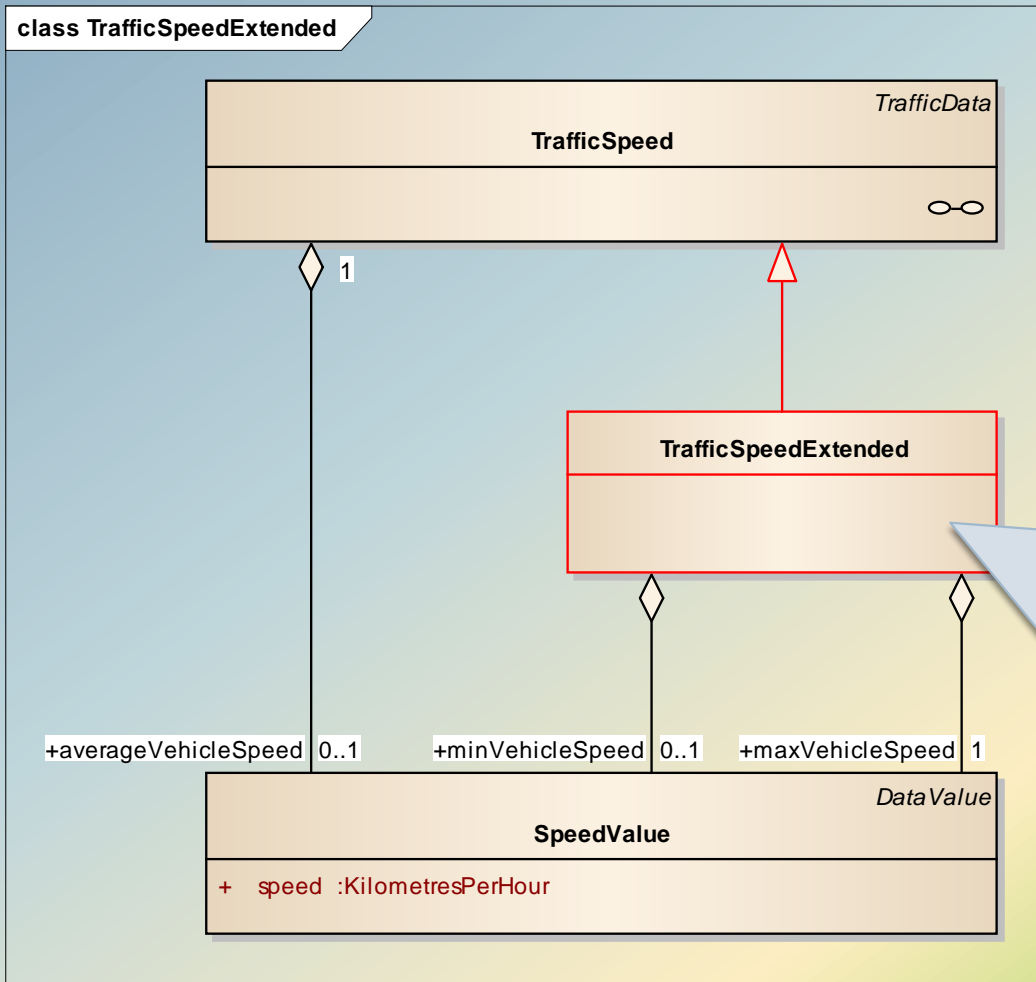 class TrafficSpeedExtended
TrafficData
TrafficSpeed
1
TrafficSpeedExtended
+averageVehicleSpeed 0..1
+minVehicleSpeed 0..1
+maxVehicleSpeed 1
DataValue
SpeedValue
+ speed :KilometresPerHour